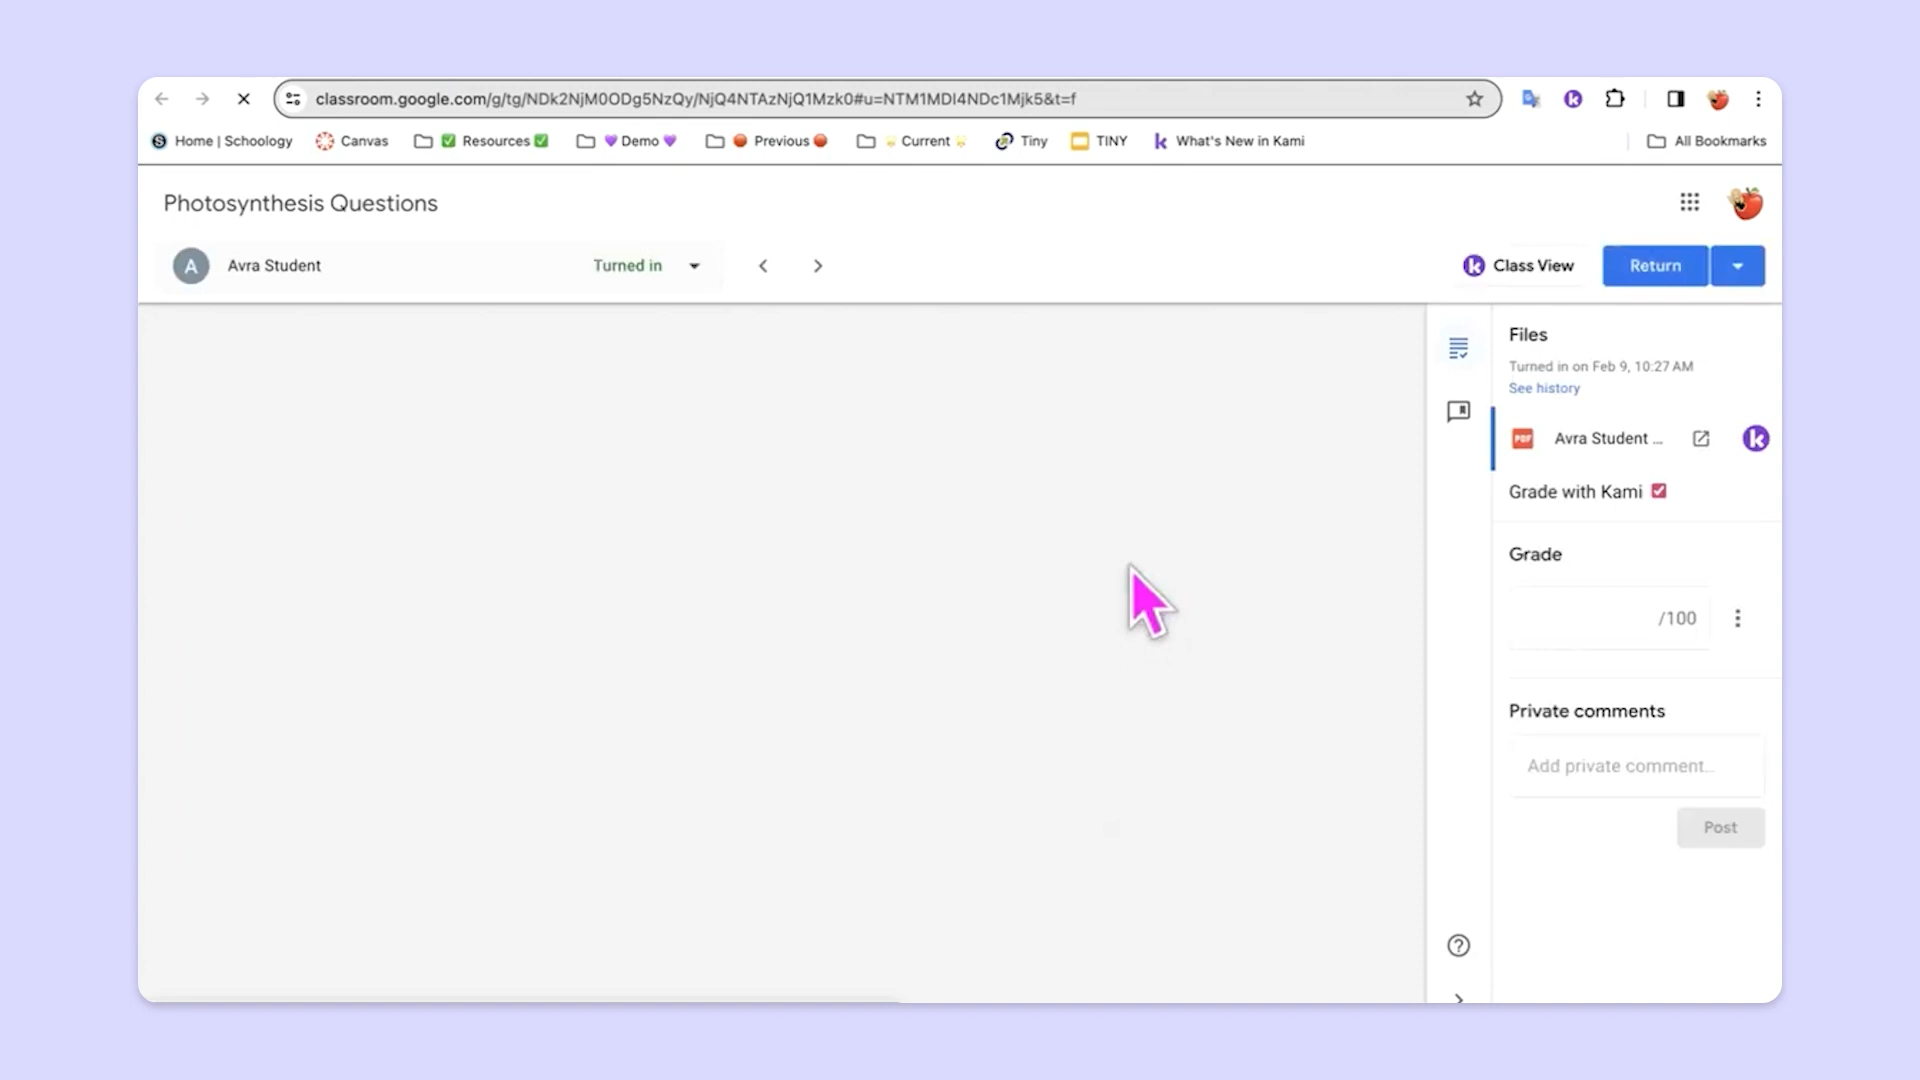 classroom.google.com/g/tg/NDk2NjM0ODg5NzQy/NjQ4NTAzNjQ1Mzk0#u=NTM1MDI4NDc1Mjk5&t=f
Home | Schoology Canvas Resources Demo Previous Current Tiny TINY What's New in Kami All Bookmarks
Photosynthesis Questions
A Avra Student Turned in Class View Return
Files
Turned in on Feb 9, 10:27 AM
See history
PDF Avra Student ...
Grade with Kami
Grade
/100
Private comments
Add private comment...
Post